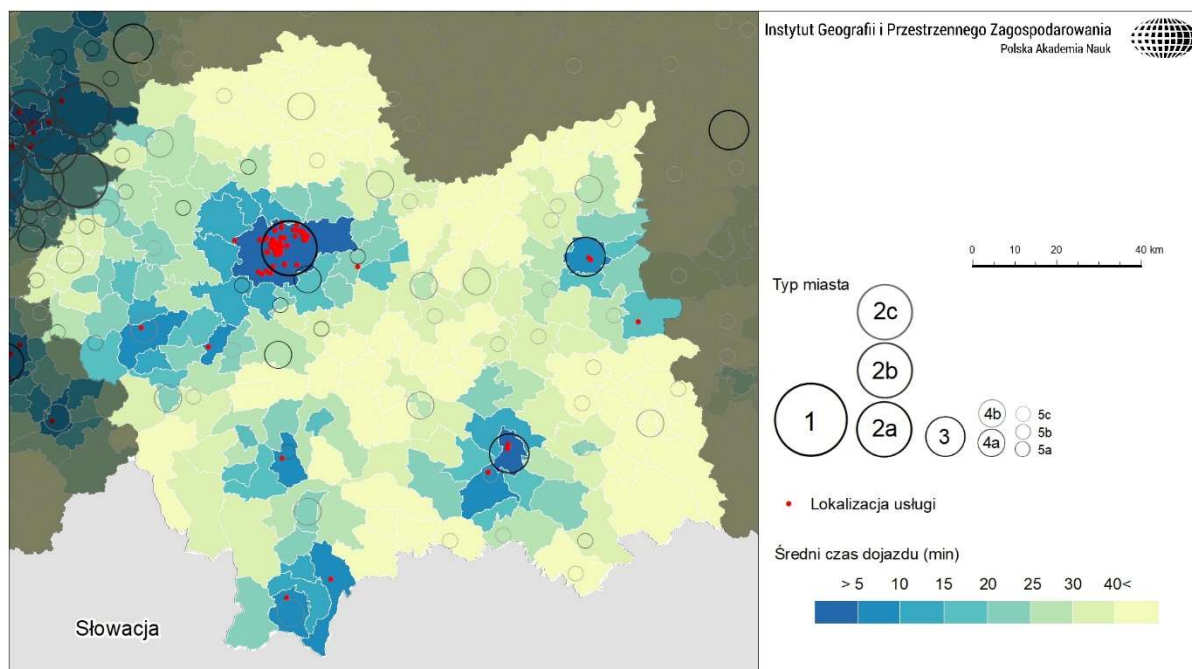 Instytut Geografii i Przestrzennego Zagospodarowania
Polska Akademia Nauk
0 10 20 40 km
Typ miasta
2c
2b
1
2a
3
4b
4a
5c
5b
5a
Lokalizacja usługi
Średni czas dojazdu (min)
> 5 10 15 20 25 30 40<
Słowacja